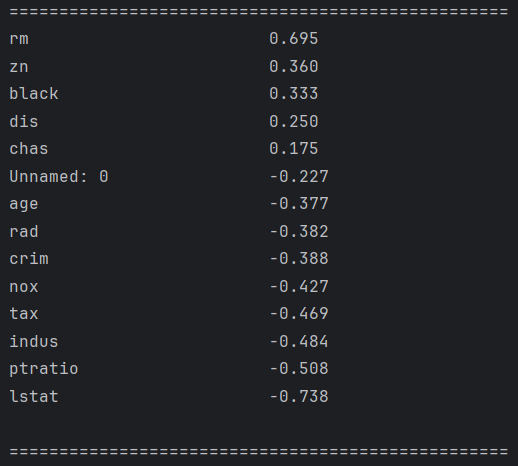 ==================================================
rm                        0.695
zn                        0.360
black                     0.333
dis                       0.250
chas                      0.175
Unnamed: 0                -0.227
age                       -0.377
rad                       -0.382
crim                      -0.388
nox                       -0.427
tax                       -0.469
indus                     -0.484
ptratio                   -0.508
lstat                     -0.738
==================================================